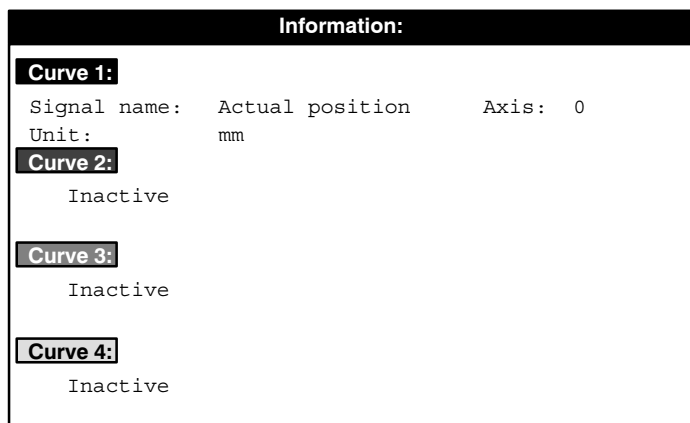 Information:
Curve 1:
Signal name: Actual position Axis: 0
Unit: mm
Curve 2:
Inactive
Curve 3:
Inactive
Curve 4:
Inactive